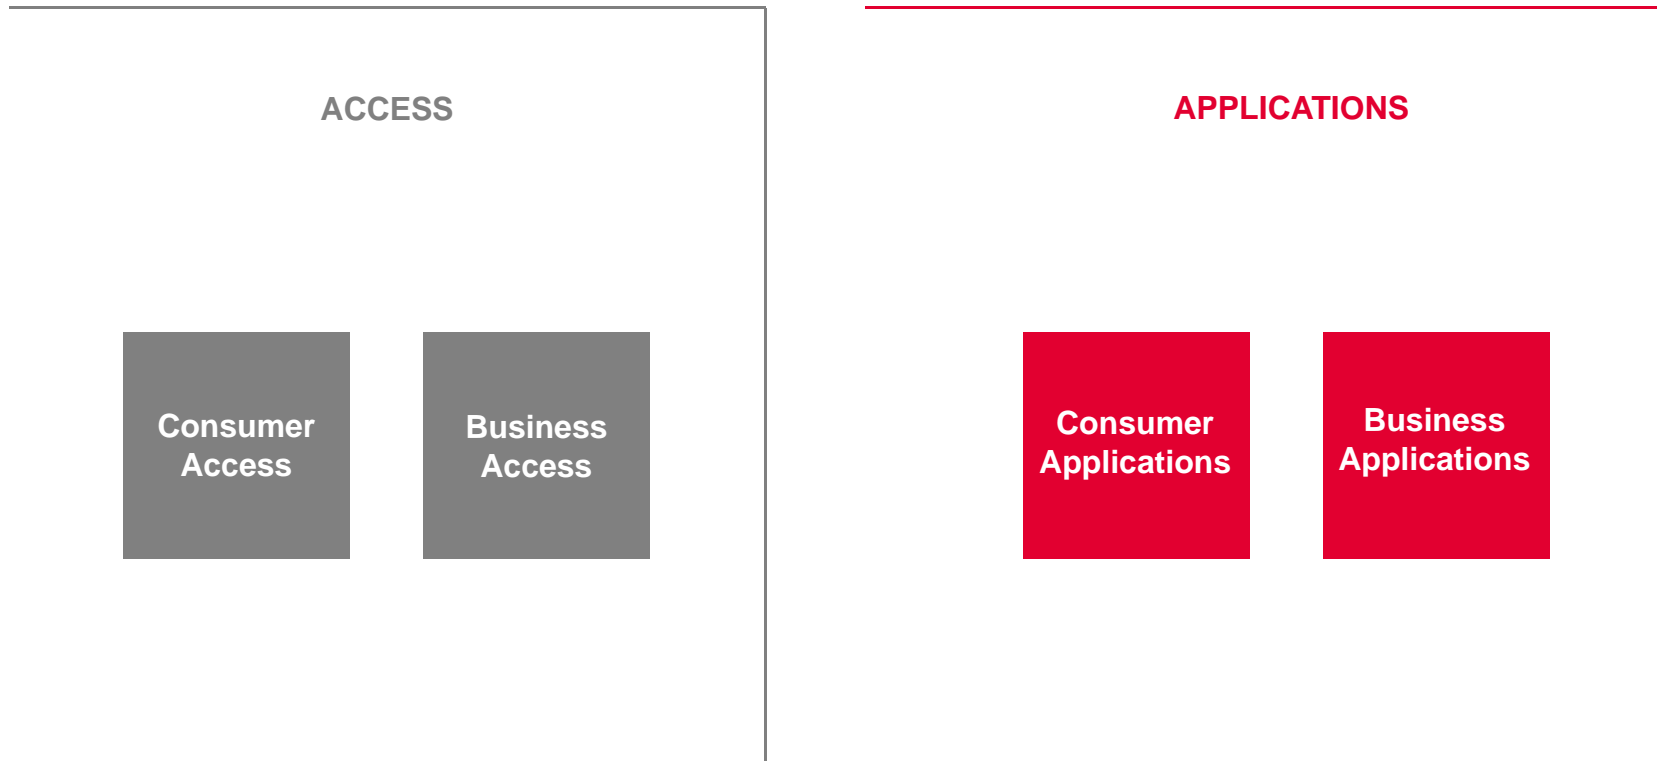 ACCESS
APPLICATIONS
Consumer
Access
Business
Access
Consumer
Applications
Business
Applications